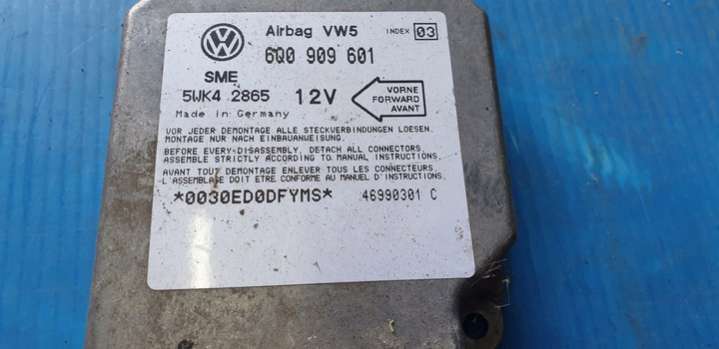 Airbag VW5 INDEX 03
6Q0 909 601
SME
5WK4 2865 12V
VORNE
FORWARD
AVANT
Made in Germany
VOR JEDER DEMONTAGE ALLE STECKVERBINDUNGEN LOESEN.
MONTAGE NUR NACH EINBAUANWEISUNG.
BEFORE EVERY DISASSEMBLY, DETACH ALL CONNECTORS.
ASSEMBLE STRICTLY ACCORDING TO MANUAL INSTRUCTIONS.
AVANT TOUT DEMONTAGE ENLEVER TOUS LES CONNECTEURS.
L'ASSEMBLAGE DOIT ETRE CONFORME AU MANUEL D'INSTRUCTIONS.
*0030ED0DFYMS* 46990301 C